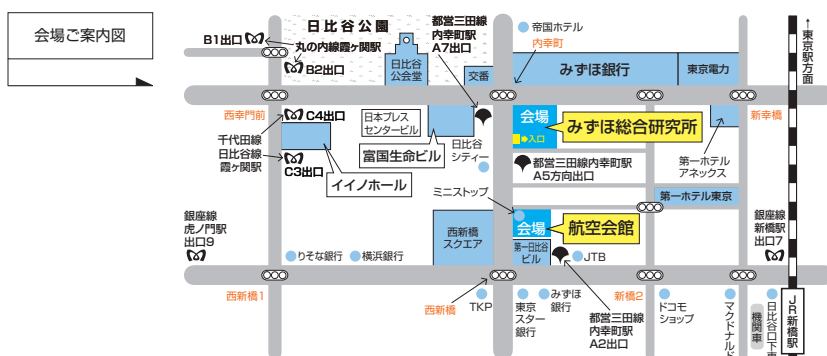 会場ご案内図
日比谷公園
B1出口
丸の内線霞ヶ関駅
B2出口
日比谷
公会堂
都営三田線
内幸町駅
A7出口
交番
帝国ホテル
内幸町
みずほ銀行
東京電力
←東京駅方面
西幸門前
C4出口
千代田線
日比谷線
霞ヶ関駅
C3出口
イイノホール
日本プレス
センタービル
富国生命ビル
日比谷
シティー
会場
➡入口
みずほ総合研究所
都営三田線内幸町駅
A5方向出口
第一ホテル
アネックス
新幸橋
ミニストップ
第一ホテル東京
会場
航空会館
銀座線
虎ノ門駅
出口9
りそな銀行
横浜銀行
西新橋
スクエア
第一日比谷
ビル
JTB
銀座線
新橋駅
出口7
西新橋1
西新橋
TKP
東京
スター
銀行
みずほ
銀行
都営三田線
内幸町駅
A2出口
新橋2
ドコモ
ショップ
マクドナルド
機関車
日比谷口下車
JR新橋駅